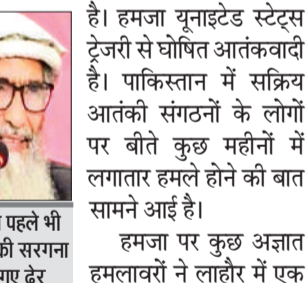 है। हमजा यूनाइटेड स्टेट्स
ट्रेजरी से घोषित आतंकवादी
है। पाकिस्तान में सक्रिय
आतंकी संगठनों के लोगों
पर बीते कुछ महीनों में
लगातार हमले होने की बात
सामने आई है।
हमजा पर कुछ अज्ञात
हमलावरों ने लाहौर में एक
पहले भी
की सरगना
गए ढेर